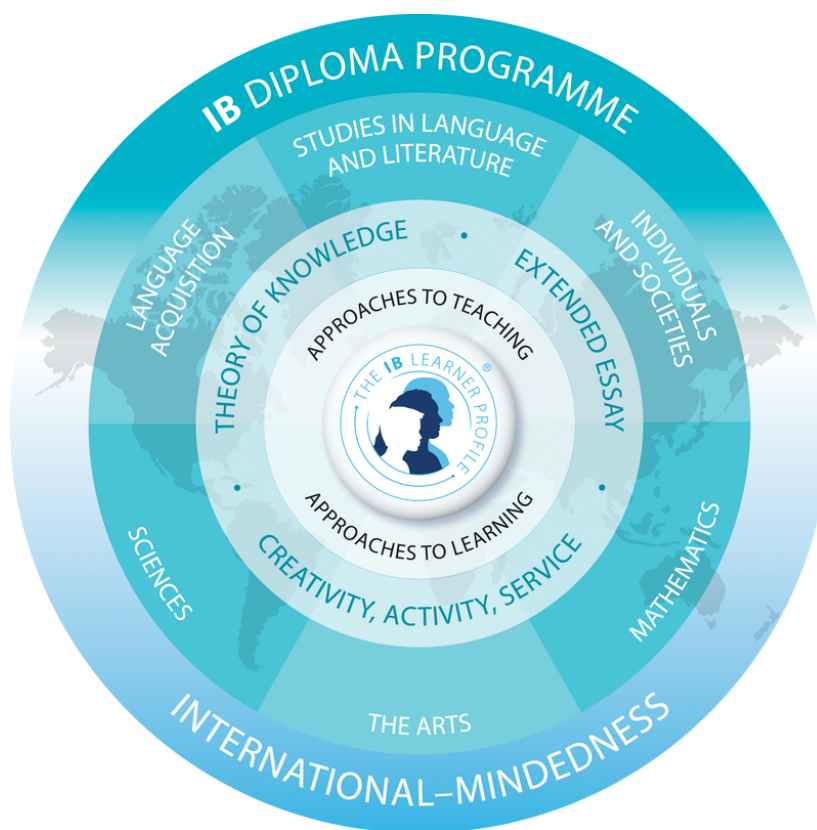 IB DIPLOMA PROGRAMME
STUDIES IN LANGUAGE
AND LITERATURE
LANGUAGE
ACQUISITION
INDIVIDUALS
AND SOCIETIES
THEORY OF KNOWLEDGE
•
EXTENDED ESSAY
APPROACHES TO TEACHING
THE IB LEARNER PROFILE
®
APPROACHES TO LEARNING
•
CREATIVITY, ACTIVITY, SERVICE
•
SCIENCES
MATHEMATICS
THE ARTS
INTERNATIONAL–MINDEDNESS